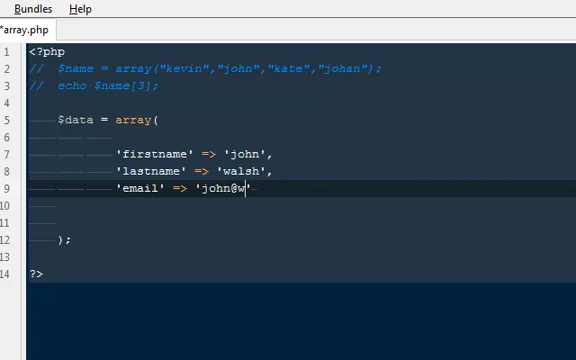 Bundles Help
*array.php
1 <?php
2 // $name = array("kevin","john","kate","johan");
3 // echo $name[3];
4
5 $data = array(
6
7 'firstname' => 'john',
8 'lastname' => 'walsh',
9 'email' => 'john@w'
10
11
12 );
13
14 ?>